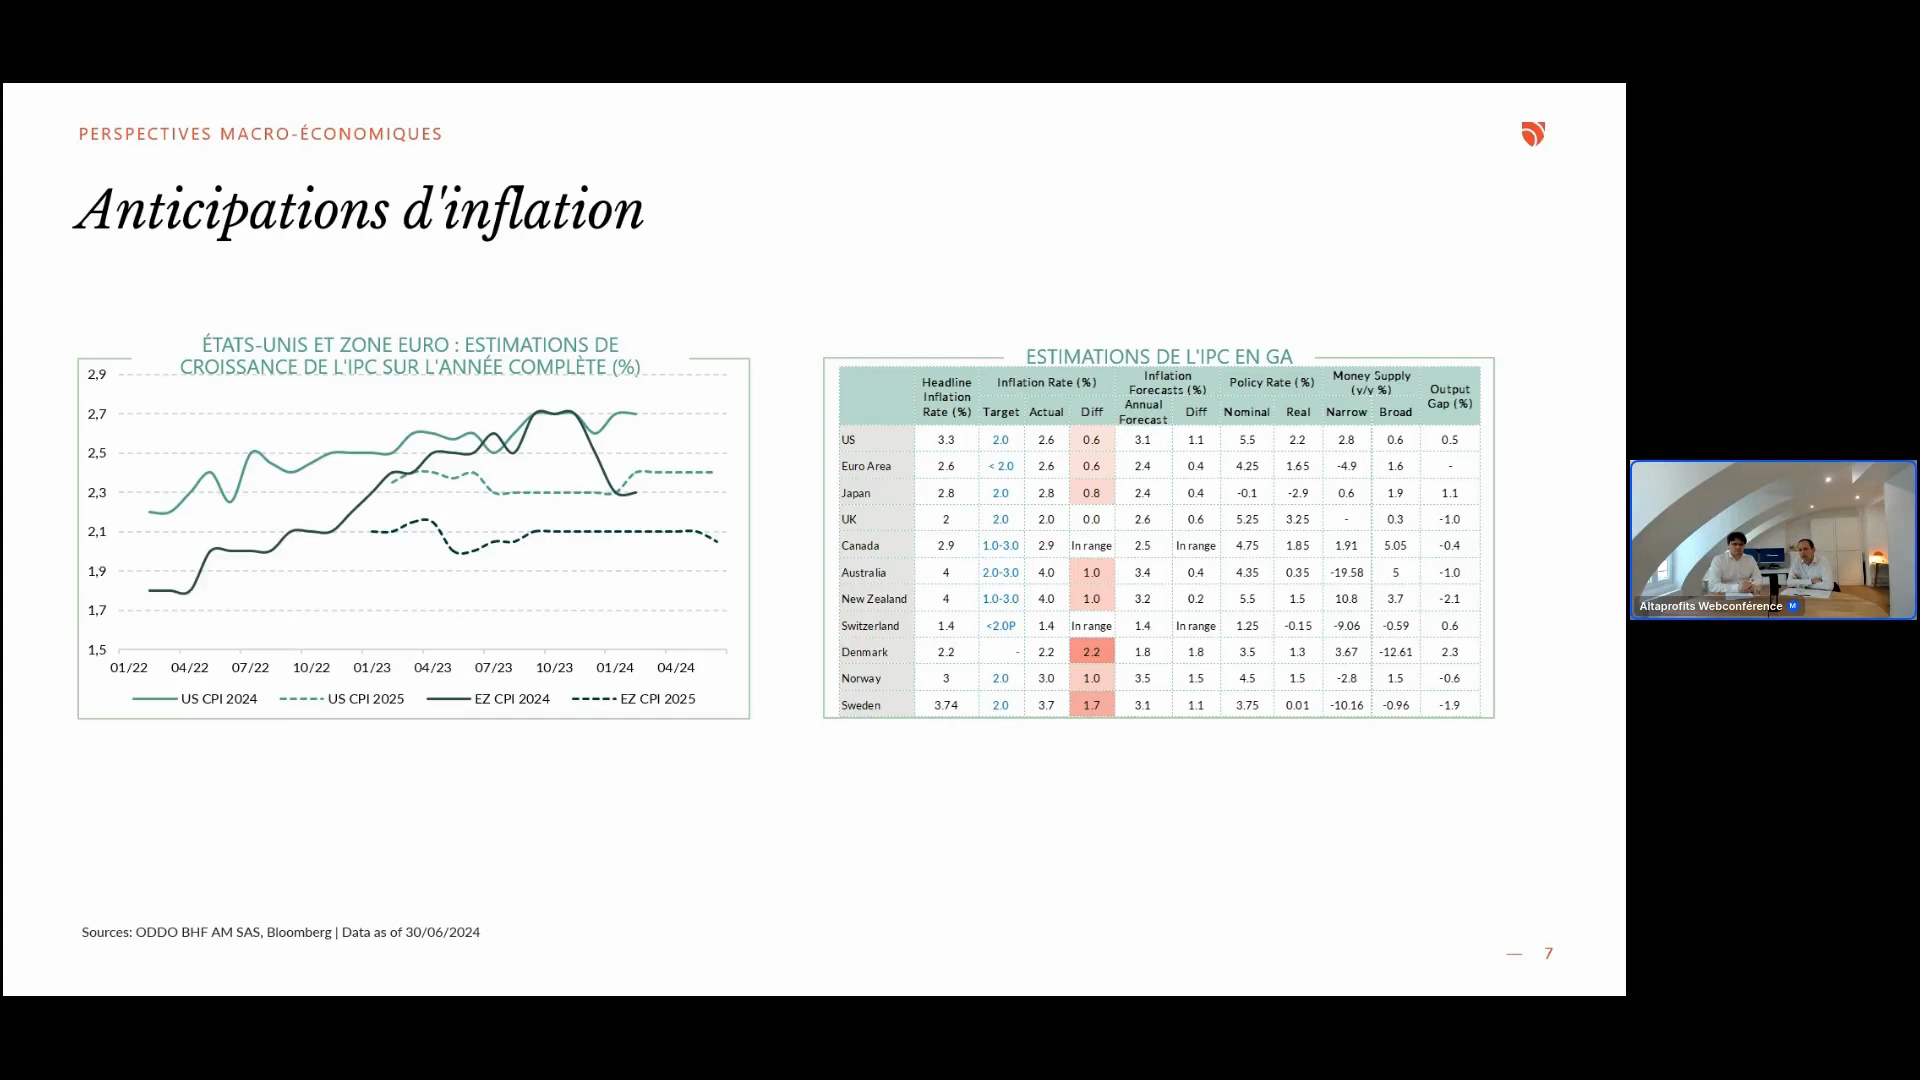 PERSPECTIVES MACRO-ÉCONOMIQUES
Anticipations d'inflation
ÉTATS-UNIS ET ZONE EURO : ESTIMATIONS DE
CROISSANCE DE L'IPC SUR L'ANNÉE COMPLÈTE (%)
2,9
2,7
2,5
2,3
2,1
1,9
1,7
1,5
01/22 04/22 07/22 10/22 01/23 04/23 07/23 10/23 01/24 04/24
US CPI 2024 US CPI 2025 EZ CPI 2024 EZ CPI 2025
ESTIMATIONS DE L'IPC EN GA
Headline Inflation Rate (%) Inflation Rate (%) Inflation Forecasts (%) Policy Rate (%) Money Supply (y/y %) Output Gap (%)
Target Actual Diff Annual Forecast Diff Nominal Real Narrow Broad
US 3.3 2.0 2.6 0.6 3.1 1.1 5.5 2.2 2.8 0.6 0.5
Euro Area 2.6 < 2.0 2.6 0.6 2.4 0.4 4.25 1.65 -4.9 1.6 -
Japan 2.8 2.0 2.8 0.8 2.4 0.4 -0.1 -2.9 0.6 1.9 1.1
UK 2 2.0 2.0 0.0 2.6 0.6 5.25 3.25 - 0.3 -1.0
Canada 2.9 1.0-3.0 2.9 In range 2.5 In range 4.75 1.85 1.91 5.05 -0.4
Australia 4 2.0-3.0 4.0 1.0 3.4 0.4 4.35 0.35 -19.58 5 -1.0
New Zealand 4 1.0-3.0 4.0 1.0 3.2 0.2 5.5 1.5 10.8 3.7 -2.1
Switzerland 1.4 <2.0P 1.4 In range 1.4 In range 1.25 -0.15 -9.06 -0.59 0.6
Denmark 2.2 - 2.2 2.2 1.8 1.8 3.5 1.3 3.67 -12.61 2.3
Norway 3 2.0 3.0 1.0 3.5 1.5 4.5 1.5 -2.8 1.5 -0.6
Sweden 3.74 2.0 3.7 1.7 3.1 1.1 3.75 0.01 -10.16 -0.96 -1.9
Altaprofits Webconférence M
Sources: ODDO BHF AM SAS, Bloomberg | Data as of 30/06/2024
— 7